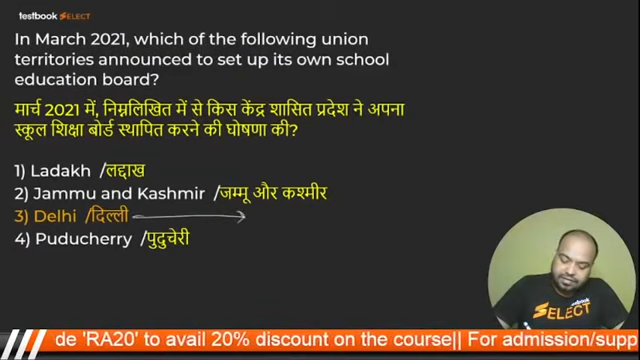 testbook SELECT
In March 2021, which of the following union
territories announced to set up its own school
education board?
मार्च 2021 में, निम्नलिखित में से किस केंद्र शासित प्रदेश ने अपना
स्कूल शिक्षा बोर्ड स्थापित करने की घोषणा की?
1) Ladakh /लद्दाख
2) Jammu and Kashmir /जम्मू और कश्मीर
3) Delhi /दिल्ली
4) Puducherry /पुदुचेरी
SELECT
de 'RA20' to avail 20% discount on the course|| For admission/supp